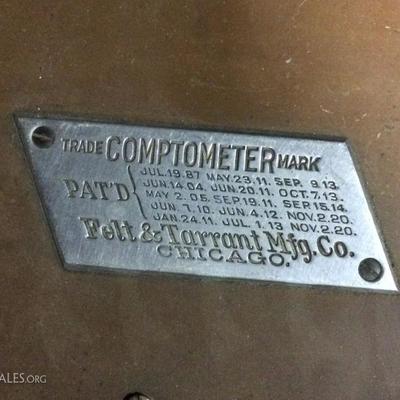 TRADE COMPTOMETER MARK
JUL.19.87 MAY.23.11. SEP. 9.13.
JUN.14.04. JUN.20.11. OCT.7.13.
PAT'D { MAY 2.05. SEP.19.11. SEP.15.14.
JUN. 7.10. JUN.4.12. NOV.2.20.
JAN.24.11. JUL. 1.13 NOV.2.20.
Felt & Tarrant Mfg. Co.
CHICAGO.
ALES.ORG